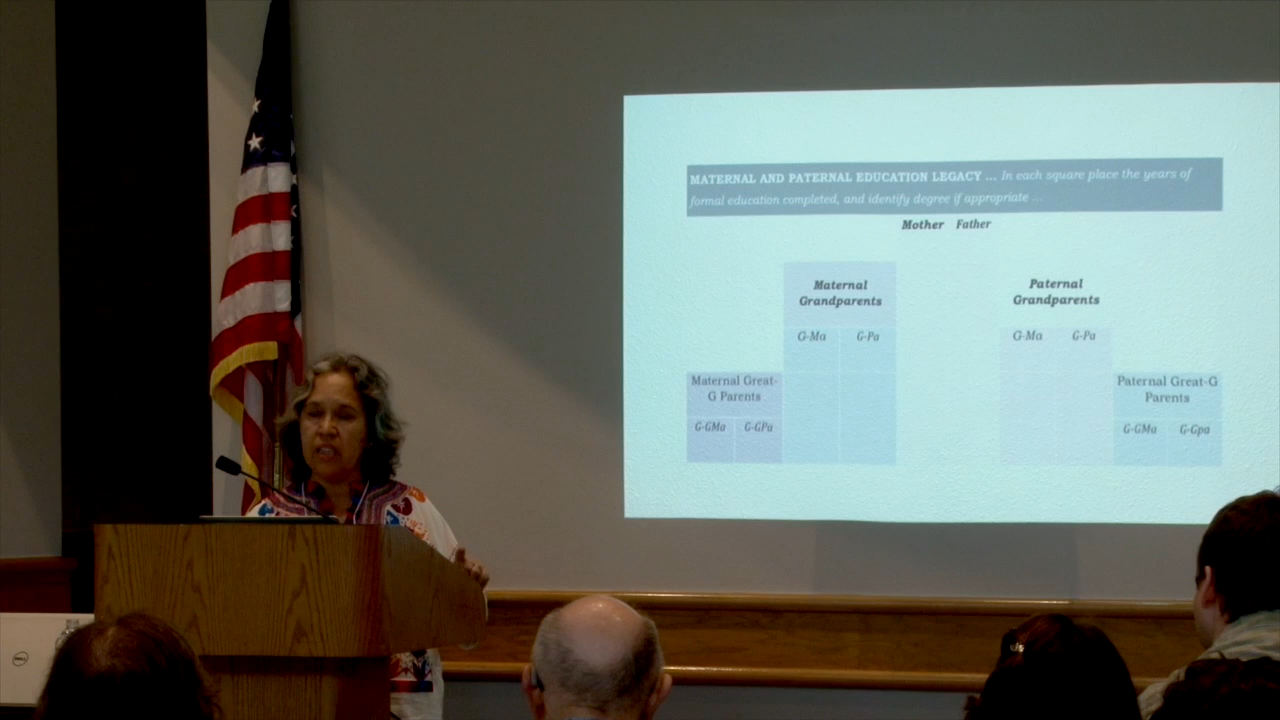 MATERNAL AND PATERNAL EDUCATION LEGACY ... In each square place the years of
formal education completed, and identify degree if appropriate ...
Mother Father
Maternal
Grandparents
G-Ma G-Pa
Paternal
Grandparents
G-Ma G-Pa
Maternal Great-
G Parents
G-GMa G-GPa
Paternal Great-G
Parents
G-GMa G-Gpa
DELL